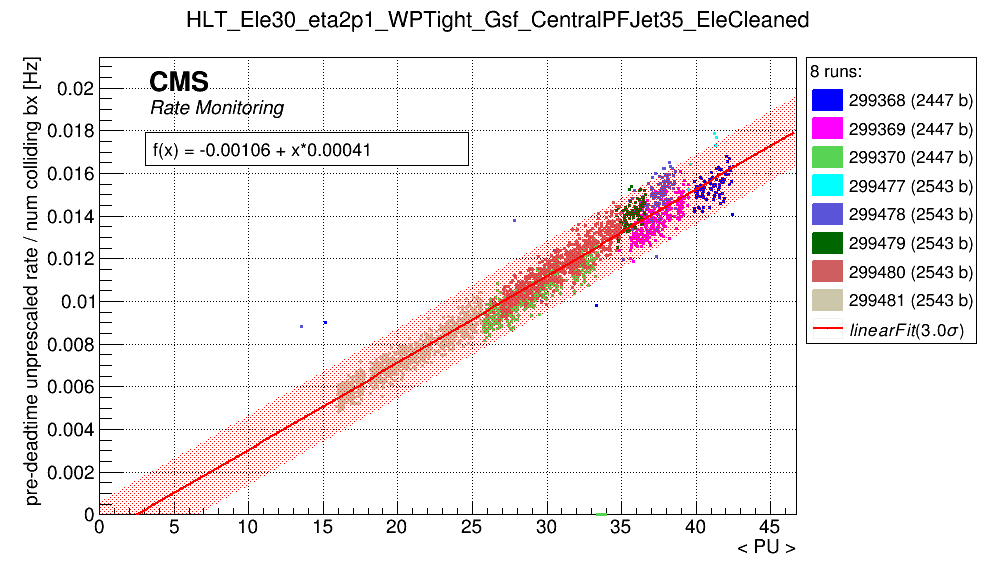 HLT_Ele30_eta2p1_WPTight_Gsf_CentralPFJet35_EleCleaned
pre-deadtime unprescaled rate / num colliding bx [Hz]
CMS
Rate Monitoring
f(x) = -0.00106 + x*0.00041
0.02
0.018
0.016
0.014
0.012
0.01
0.008
0.006
0.004
0.002
0
0 5 10 15 20 25 30 35 40 45
< PU >
8 runs:
299368 (2447 b)
299369 (2447 b)
299370 (2447 b)
299477 (2543 b)
299478 (2543 b)
299479 (2543 b)
299480 (2543 b)
299481 (2543 b)
linearFit(3.0σ)